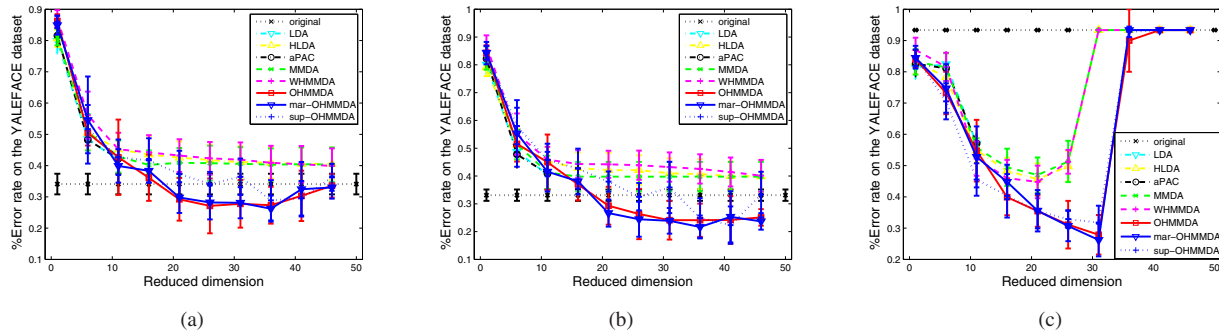 %Error rate on the YALEFACE dataset
0.9
0.8
0.7
0.6
0.5
0.4
0.3
0.2
0.1
0 10 20 30 40 50
Reduced dimension
original
LDA
HLDA
aPAC
MMDA
WHMMDA
OHMMDA
mar−OHMMDA
sup−OHMMDA
(a)
%Error rate on the YALEFACE dataset
1
0.9
0.8
0.7
0.6
0.5
0.4
0.3
0.2
0.1
0 10 20 30 40 50
Reduced dimension
original
LDA
HLDA
aPAC
MMDA
WHMMDA
OHMMDA
mar−OHMMDA
sup−OHMMDA
(b)
%Error rate on the YALEFACE dataset
1
0.9
0.8
0.7
0.6
0.5
0.4
0.3
0.2
0 10 20 30 40 50
Reduced dimension
original
LDA
HLDA
aPAC
MMDA
WHMMDA
OHMMDA
mar−OHMMDA
sup−OHMMDA
(c)